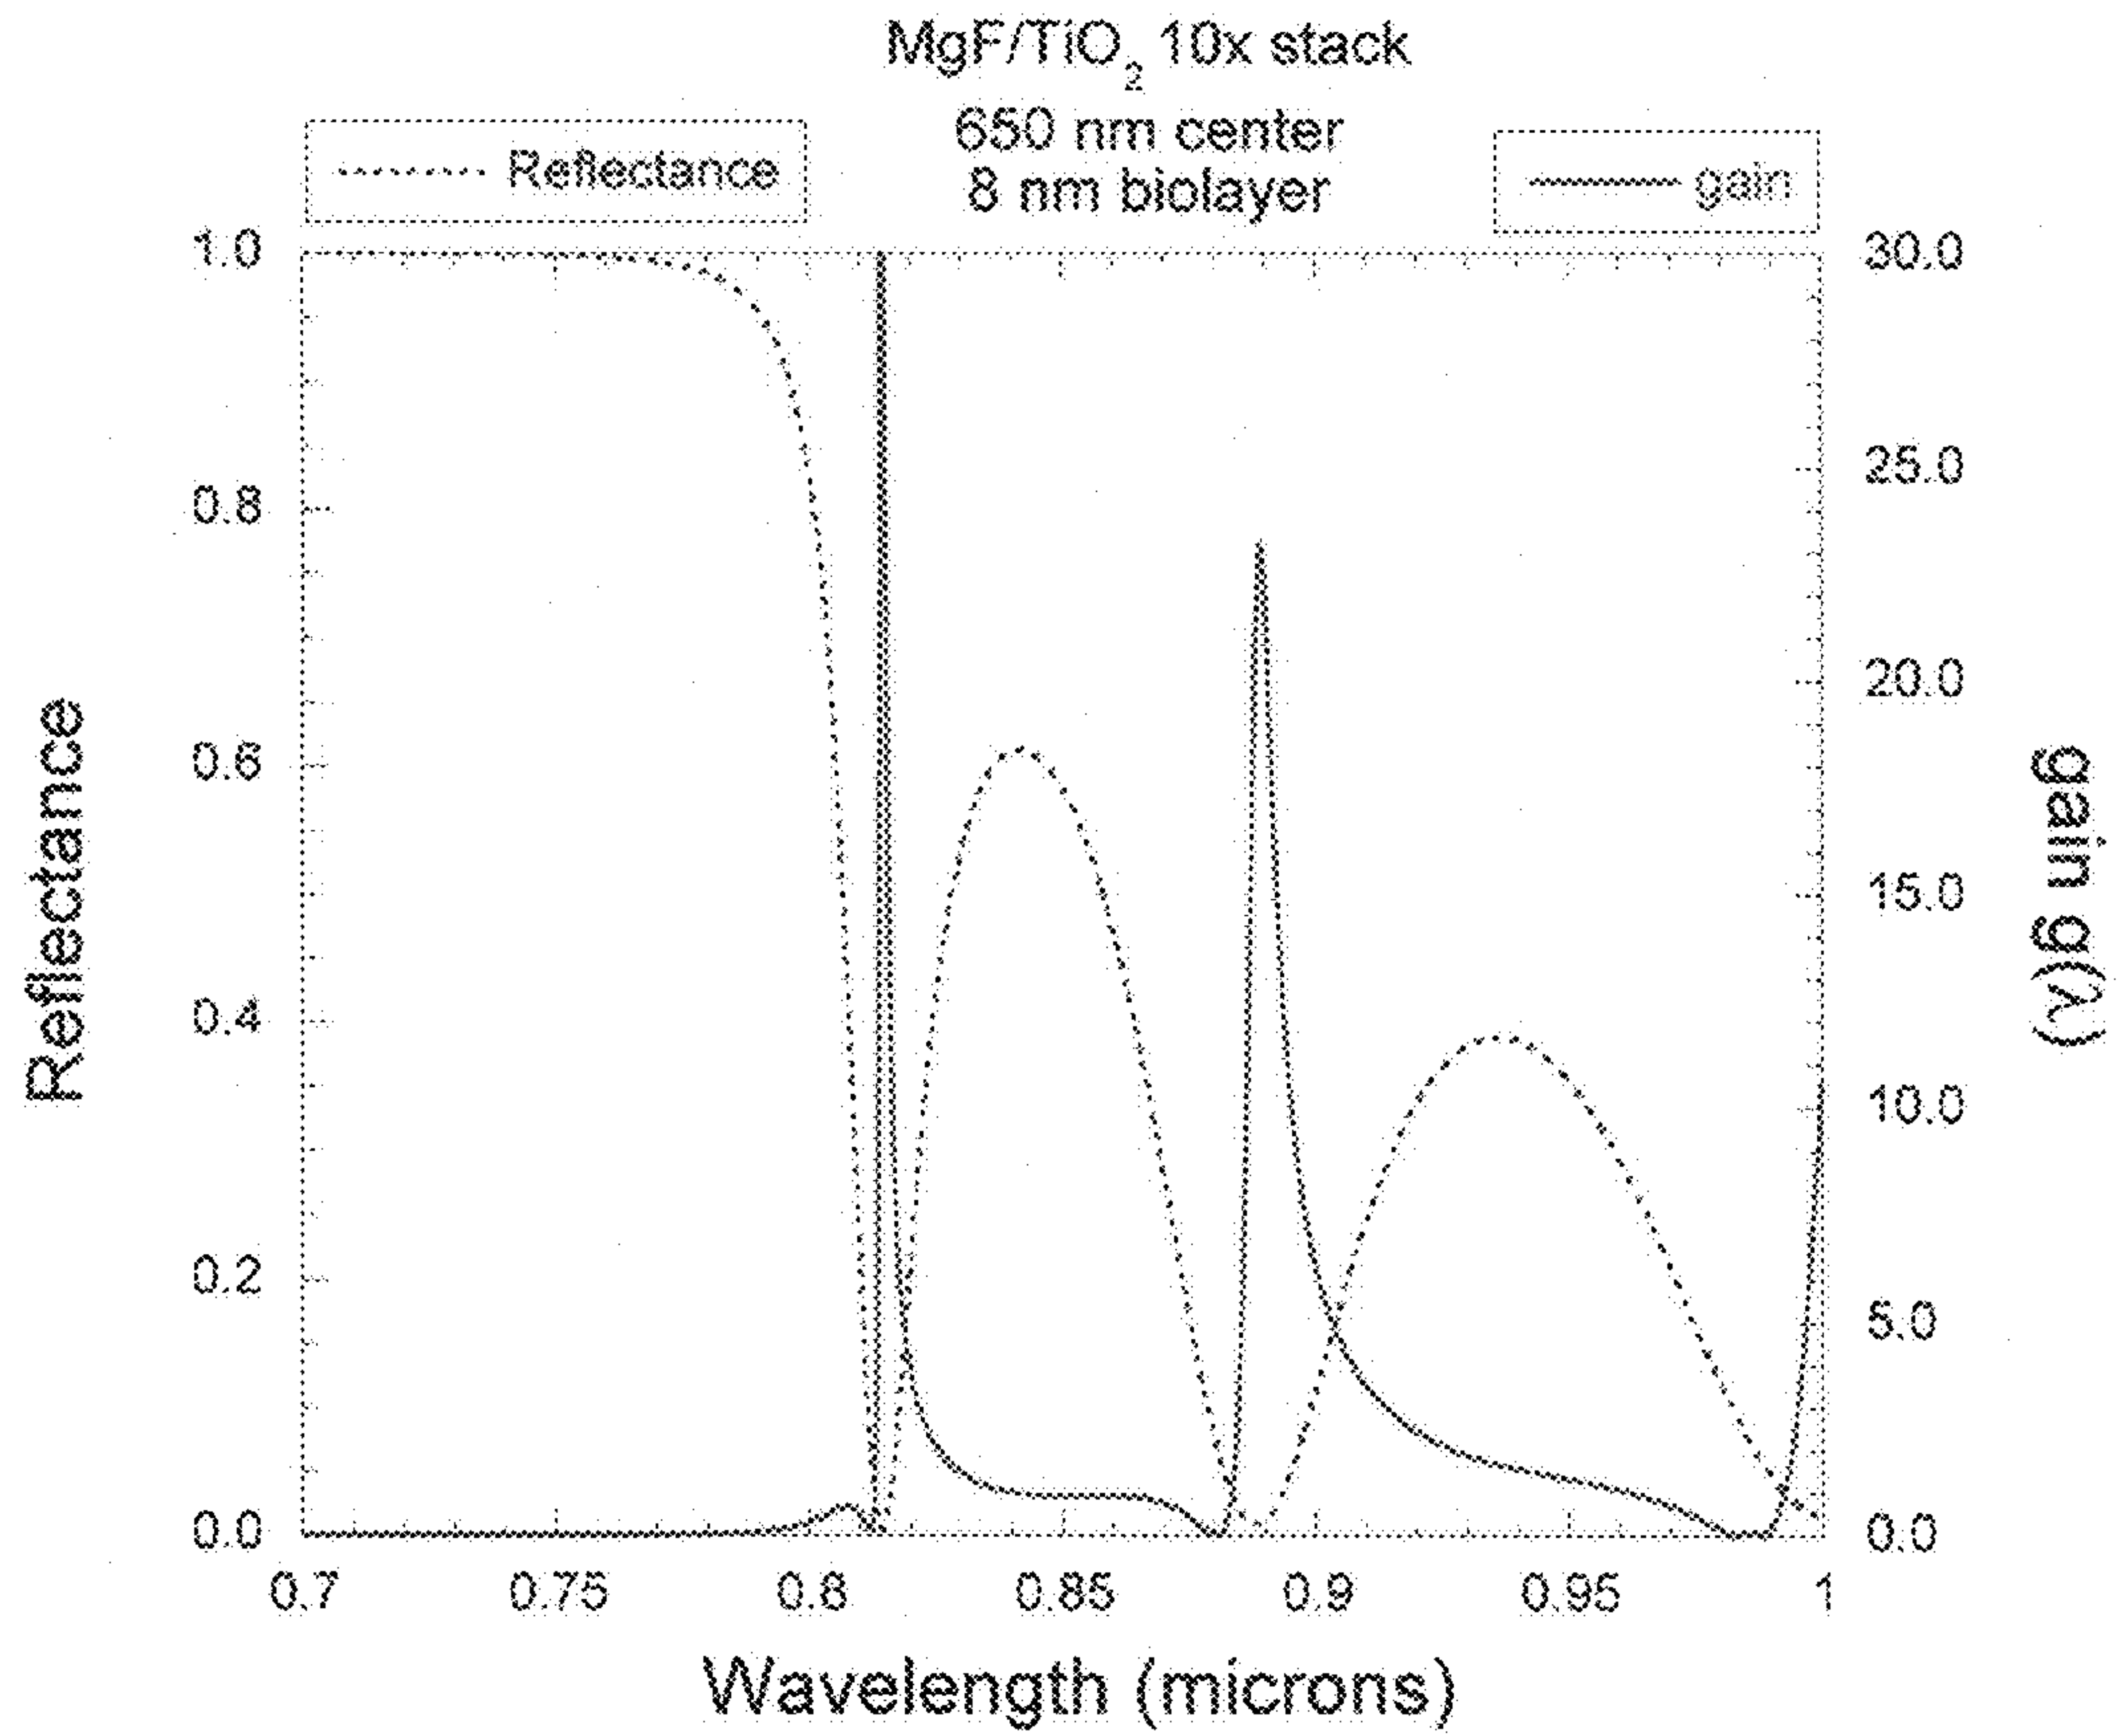 MgF/TiO₂ 10x stack
650 nm center
8 nm biolayer
Reflectance
gain
1.0
0.8
0.6
0.4
0.2
0.0
30.0
25.0
20.0
15.0
10.0
5.0
0.0
Reflectance
gain g(λ)
0.7 0.75 0.8 0.85 0.9 0.95 1
Wavelength (microns)